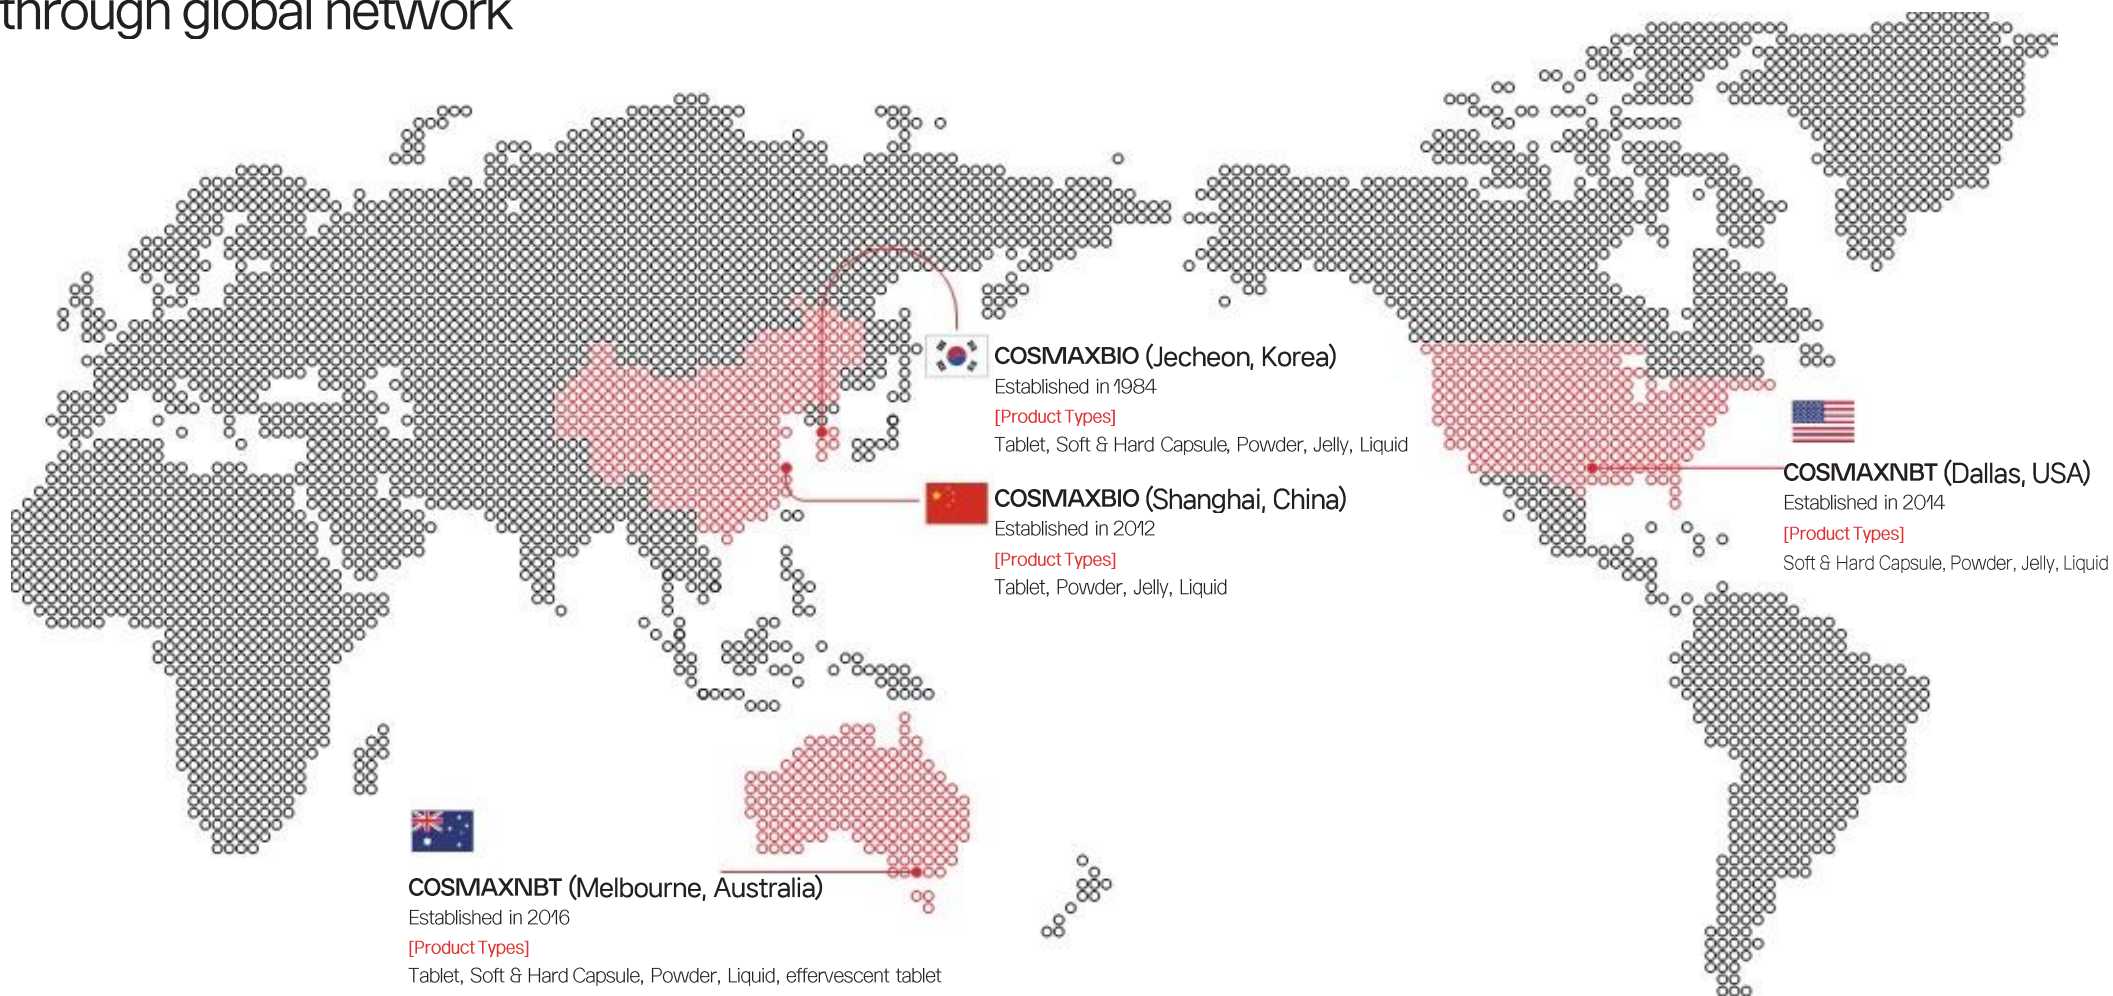 through global network
COSMAXBIO (Jecheon, Korea)
Established in 1984
[Product Types]
Tablet, Soft & Hard Capsule, Powder, Jelly, Liquid
COSMAXBIO (Shanghai, China)
Established in 2012
[Product Types]
Tablet, Powder, Jelly, Liquid
COSMAXNBT (Dallas, USA)
Established in 2014
[Product Types]
Soft & Hard Capsule, Powder, Jelly, Liquid
COSMAXNBT (Melbourne, Australia)
Established in 2016
[Product Types]
Tablet, Soft & Hard Capsule, Powder, Liquid, effervescent tablet